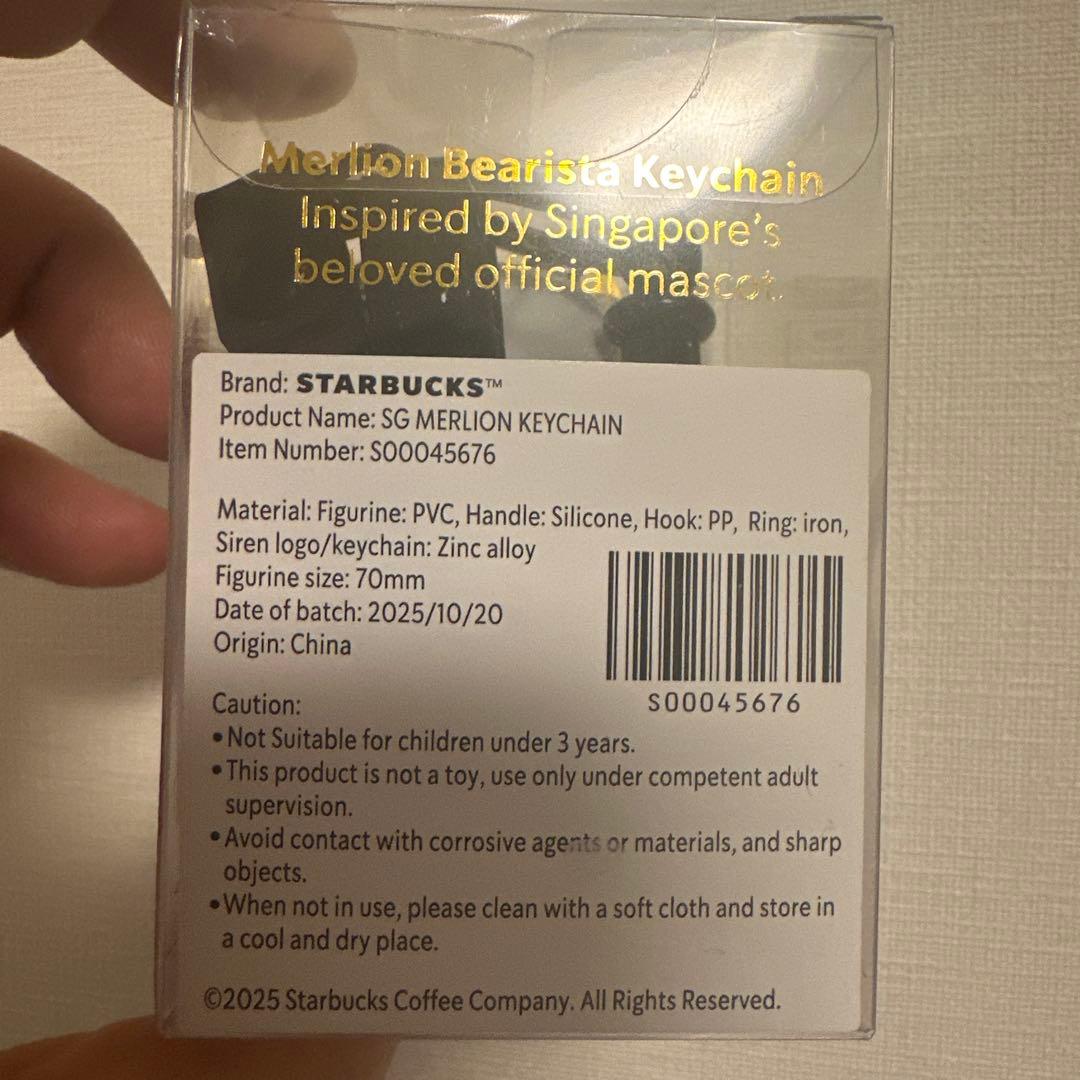 Merlion Bearista Keychain
Inspired by Singapore's
beloved official mascot.
Brand: STARBUCKS™
Product Name: SG MERLION KEYCHAIN
Item Number: S00045676
Material: Figurine: PVC, Handle: Silicone, Hook: PP, Ring: iron,
Siren logo/keychain: Zinc alloy
Figurine size: 70mm
Date of batch: 2025/10/20
Origin: China
S00045676
Caution:
•Not Suitable for children under 3 years.
•This product is not a toy, use only under competent adult
supervision.
•Avoid contact with corrosive agents or materials, and sharp
objects.
•When not in use, please clean with a soft cloth and store in
a cool and dry place.
©2025 Starbucks Coffee Company. All Rights Reserved.